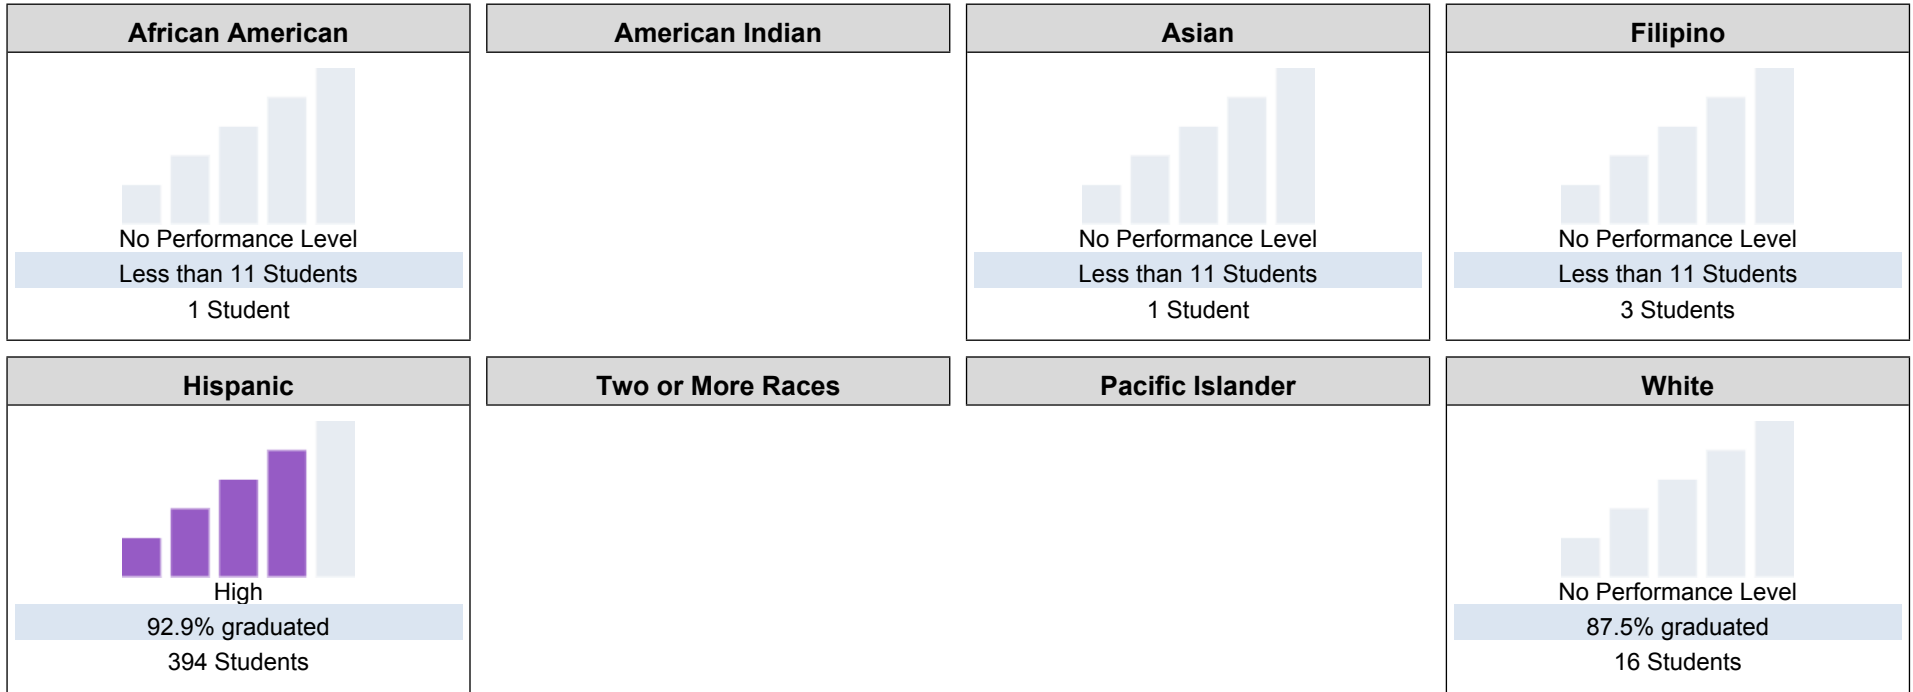 African American
American Indian
Asian
Filipino
No Performance Level
Less than 11 Students
1 Student
No Performance Level
Less than 11 Students
1 Student
No Performance Level
Less than 11 Students
3 Students
Hispanic
Two or More Races
Pacific Islander
White
High
92.9% graduated
394 Students
No Performance Level
87.5% graduated
16 Students